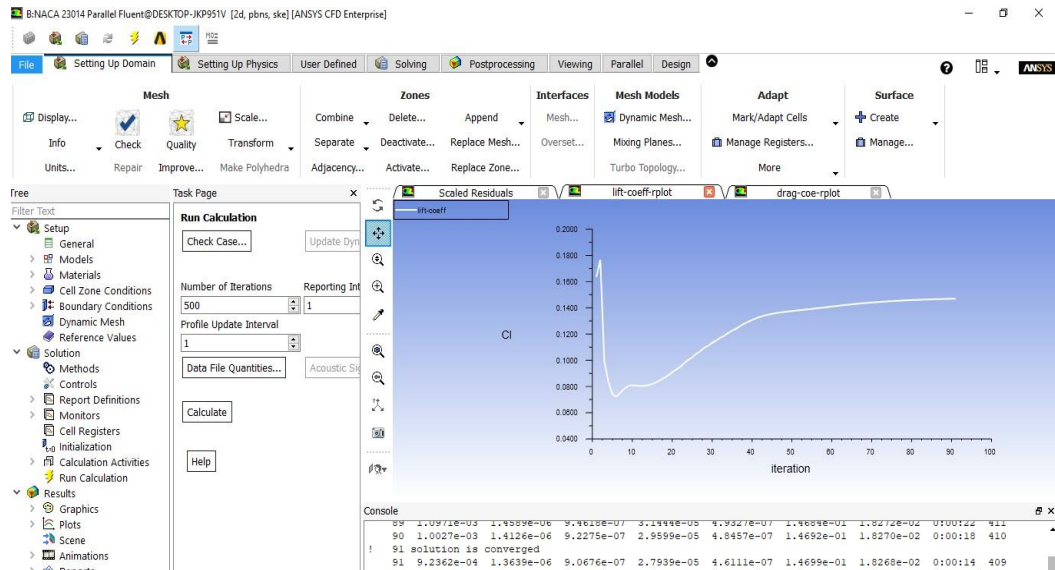 B:NACA 23014 Parallel Fluent@DESKTOP-JKP951V [2d, pbns, ske] [ANSYS CFD Enterprise]
File Setting Up Domain Setting Up Physics User Defined Solving Postprocessing Viewing Parallel Design ANSYS
Mesh Zones Interfaces Mesh Models Adapt Surface
Display... Scale... Combine Delete... Append Mesh... Dynamic Mesh... Mark/Adapt Cells Create
Info Check Quality Transform Separate Deactivate... Replace Mesh... Overset... Mixing Planes... Manage Registers... Manage...
Units... Repair Improve... Make Polyhedra Adjacency... Activate... Replace Zone... Turbo Topology... More
Tree
Filter Text
Setup
General
Models
Materials
Cell Zone Conditions
Boundary Conditions
Dynamic Mesh
Reference Values
Solution
Methods
Controls
Report Definitions
Monitors
Cell Registers
Initialization
Calculation Activities
Run Calculation
Results
Graphics
Plots
Scene
Animations
Reports
Task Page
Run Calculation
Check Case... Update Dyn
Number of Iterations Reporting Int
500 1
Profile Update Interval
1
Data File Quantities... Acoustic Sig
Calculate
Help
Scaled Residuals lift-coeff-rplot drag-coe-rplot
lift-coeff
0.2000
0.1800
0.1600
0.1400
0.1200
0.1000
0.0800
0.0600
0.0400
Cl
0 10 20 30 40 50 60 70 80 90 100
iteration
Console
89 1.0971e-03 1.4589e-06 9.4618e-07 3.1444e-05 4.9327e-07 1.4684e-01 1.8272e-02 0:00:22 411
90 1.0027e-03 1.4126e-06 9.2275e-07 2.9599e-05 4.8457e-07 1.4692e-01 1.8270e-02 0:00:18 410
! 91 solution is converged
91 9.2362e-04 1.3639e-06 9.0676e-07 2.7939e-05 4.6111e-07 1.4699e-01 1.8268e-02 0:00:14 409